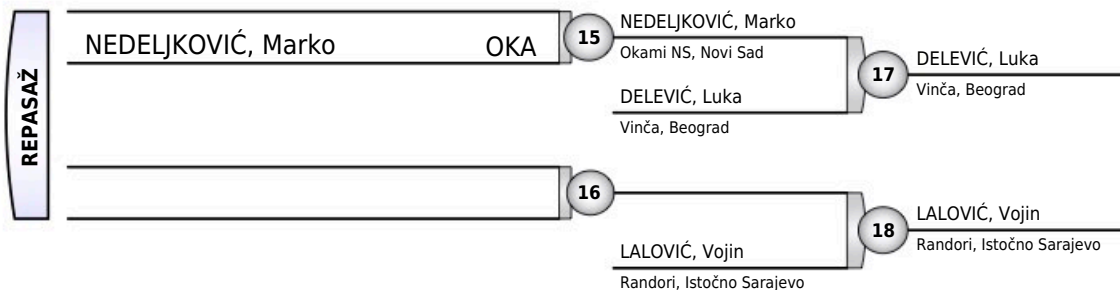 REPASAŽ
NEDELJKOVIĆ, Marko OKA
15
NEDELJKOVIĆ, Marko
Okami NS, Novi Sad
DELEVIĆ, Luka
Vinča, Beograd
17
DELEVIĆ, Luka
Vinča, Beograd
16
LALOVIĆ, Vojin
Randori, Istočno Sarajevo
18
LALOVIĆ, Vojin
Randori, Istočno Sarajevo